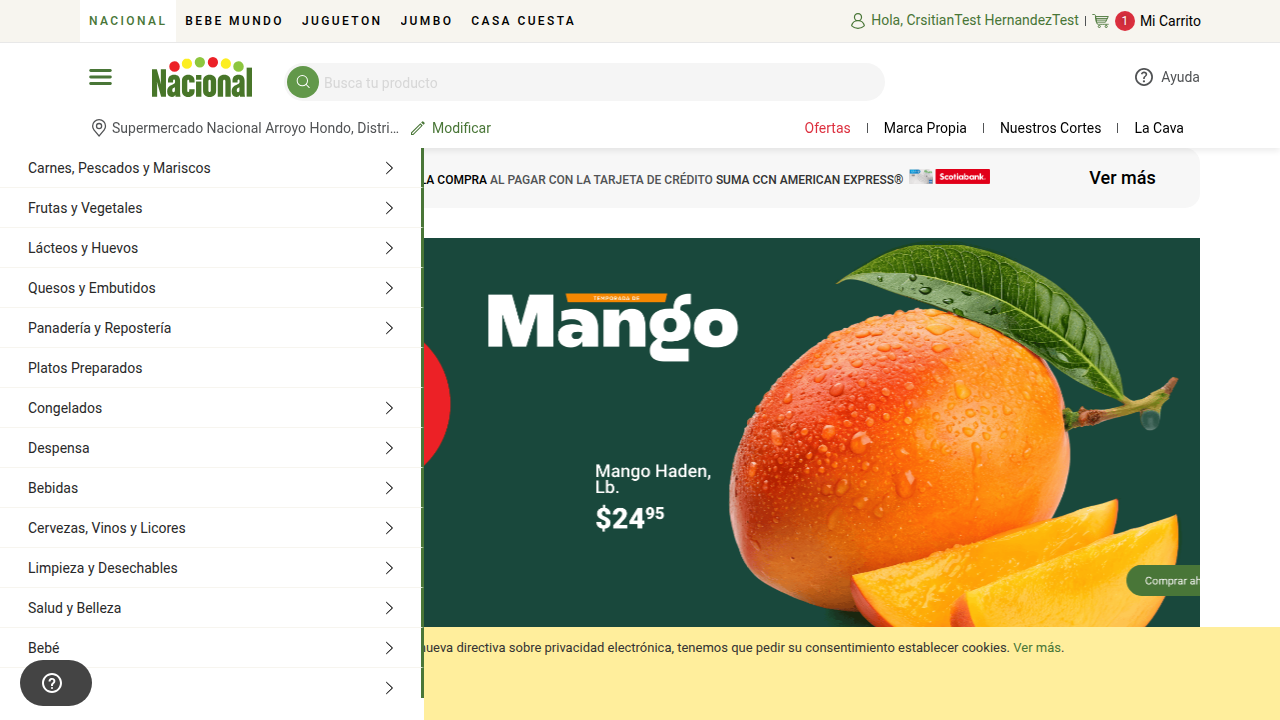 NACIONAL BEBE MUNDO JUGUETON JUMBO CASA CUESTA
Hola, CrsitianTest HernandezTest 1 Mi Carrito
Nacional
Busca tu producto
Ayuda
Supermercado Nacional Arroyo Hondo, Distri... Modificar
Ofertas Marca Propia Nuestros Cortes La Cava
LA COMPRA AL PAGAR CON LA TARJETA DE CRÉDITO SUMA CCN AMERICAN EXPRESS® Scotiabank. Ver más
Carnes, Pescados y Mariscos
Frutas y Vegetales
Lácteos y Huevos
Quesos y Embutidos
Panadería y Repostería
Platos Preparados
Congelados
Despensa
Bebidas
Cervezas, Vinos y Licores
Limpieza y Desechables
Salud y Belleza
Bebé
TEMPORADA DE
Mango
Mango Haden,
Lb.
$2495
Comprar ah
nueva directiva sobre privacidad electrónica, tenemos que pedir su consentimiento establecer cookies. Ver más.